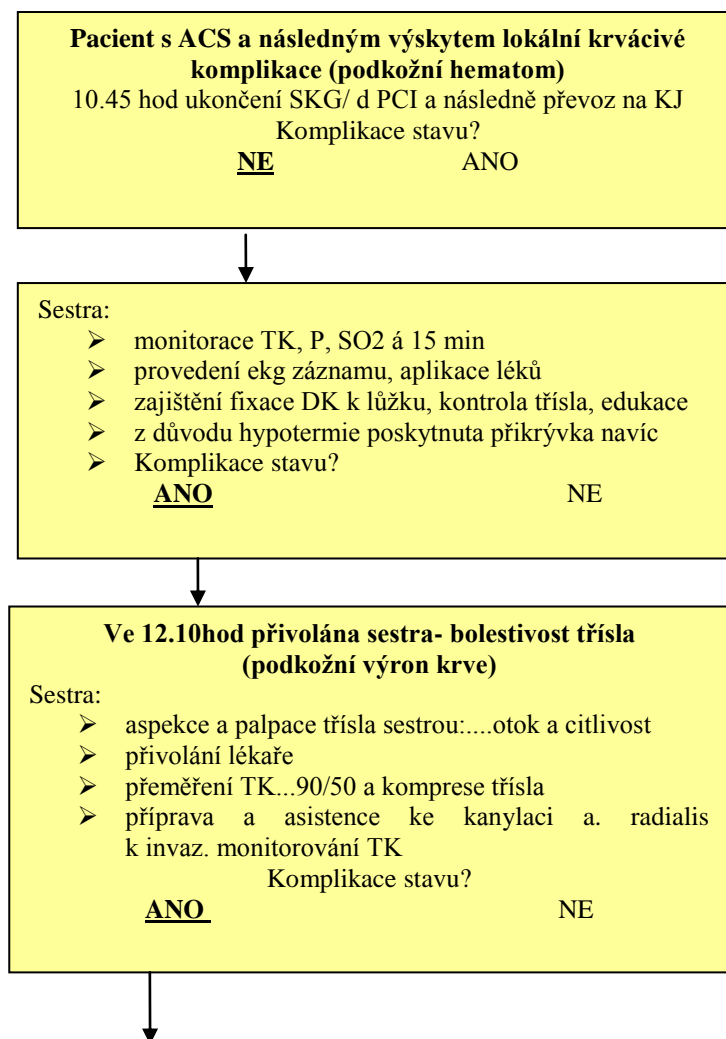 Pacient s ACS a následným výskytem lokální krvácivé
komplikace (podkožní hematom)
10.45 hod ukončení SKG/ d PCI a následně převoz na KJ
Komplikace stavu?
NE ANO
Sestra:
➢ monitorace TK, P, SO2 á 15 min
➢ provedení ekg záznamu, aplikace léků
➢ zajištění fixace DK k lůžku, kontrola třísla, edukace
➢ z důvodu hypotermie poskytnuta přikrývka navíc
➢ Komplikace stavu?
ANO NE
Ve 12.10hod přivolána sestra- bolestivost třísla
(podkožní výron krve)
Sestra:
➢ aspekce a palpace třísla sestrou:....otok a citlivost
➢ přivolání lékaře
➢ přeměření TK...90/50 a komprese třísla
➢ příprava a asistence ke kanylaci a. radialis
k invaz. monitorování TK
Komplikace stavu?
ANO NE